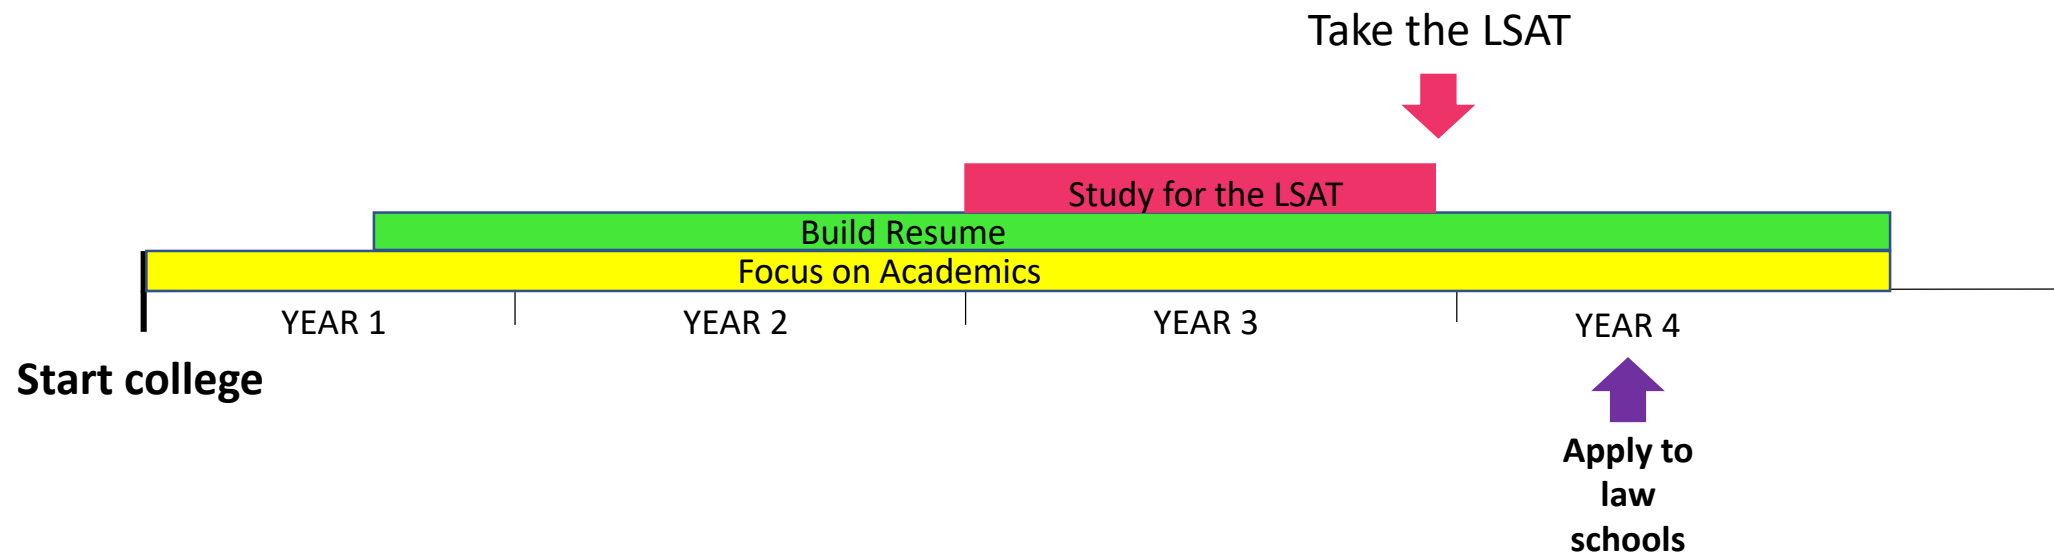 Take the LSAT
Study for the LSAT
Build Resume
Focus on Academics
YEAR 1
YEAR 2
YEAR 3
YEAR 4
Start college
Apply to
law
schools